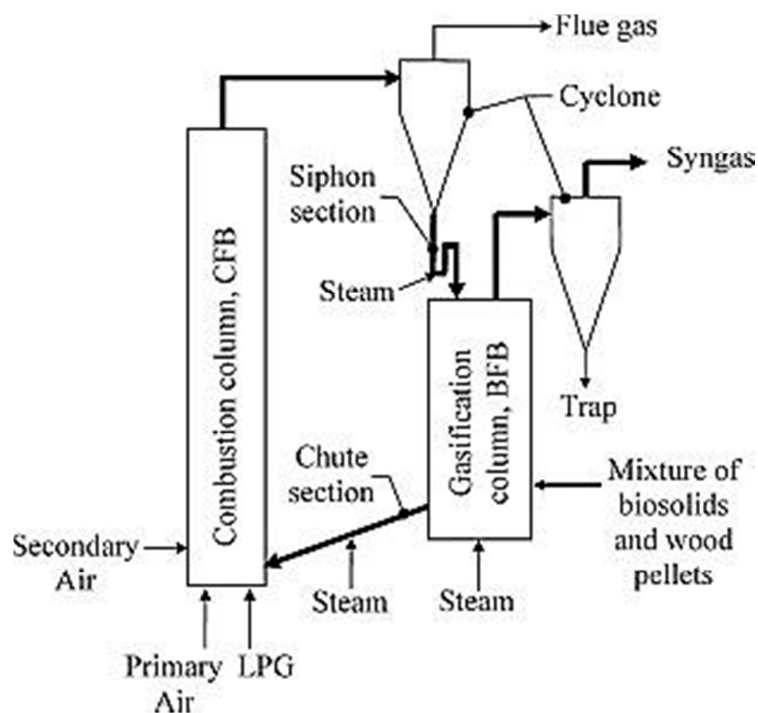 Flue gas
Cyclone
Syngas
Siphon
section
Steam
Combustion column, CFB
Gasification
column, BFB
Trap
Chute
section
Mixture of
biosolids
and wood
pellets
Secondary
Air
Steam
Steam
Primary
Air
LPG